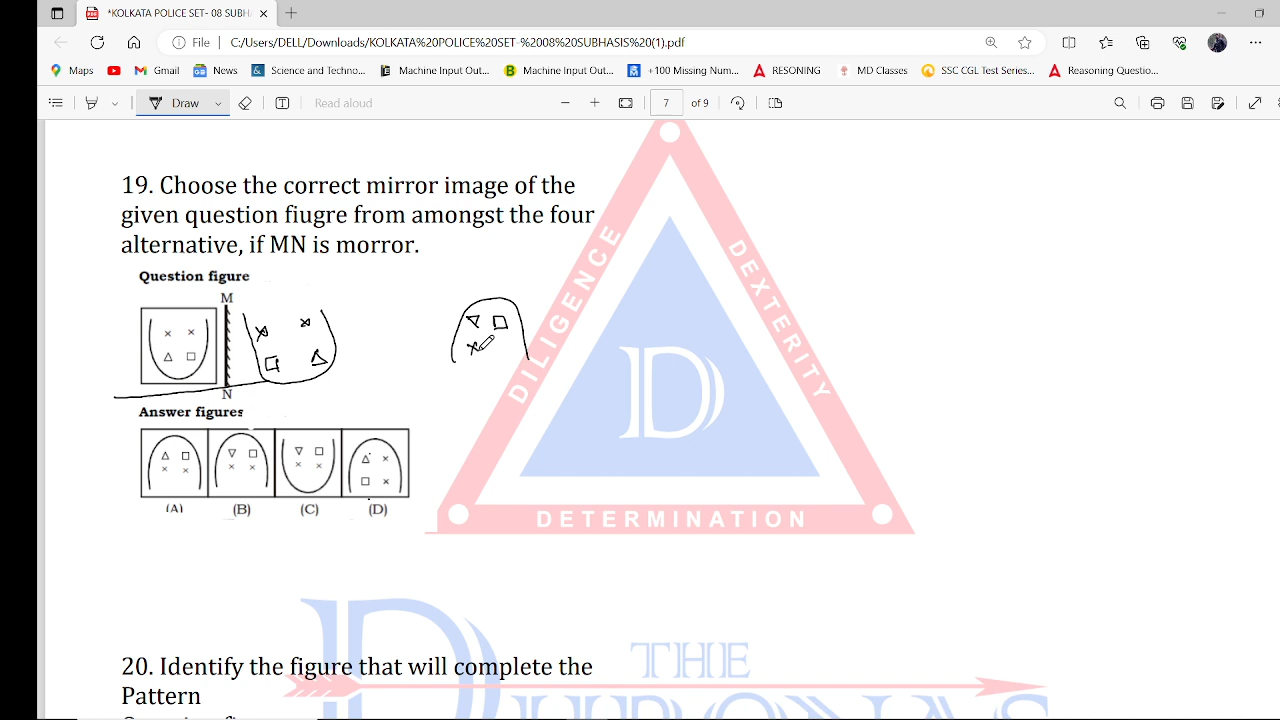 *KOLKATA POLICE SET- 08 SUBH
File | C:/Users/DELL/Downloads/KOLKATA%20POLICE%20SET-%2008%20SUBHASIS%20(1).pdf
Maps Gmail News Science and Techno... Machine Input Out... Machine Input Out... +100 Missing Num... RESONING MD Classes SSC CGL Test Series... Reasoning Questio...
Draw Read aloud 7 of 9
19. Choose the correct mirror image of the
given question fiugre from amongst the four
alternative, if MN is morror.
Question figure
M
N
Answer figures
(A) (B) (C) (D)
DILIGENCE
DEXTERITY
D
DETERMINATION
20. Identify the figure that will complete the
Pattern
THE